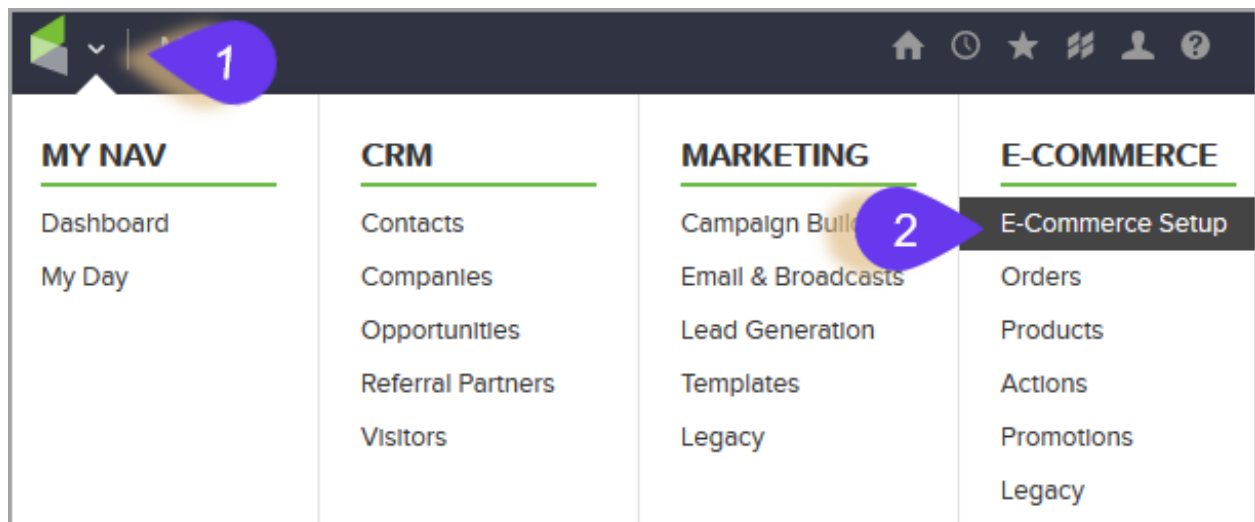 1
MY NAV
Dashboard
My Day
CRM
Contacts
Companies
Opportunities
Referral Partners
Visitors
MARKETING
Campaign
2
Email & Broadcasts
Lead Generation
Templates
Legacy
E-COMMERCE
E-Commerce Setup
Orders
Products
Actions
Promotions
Legacy